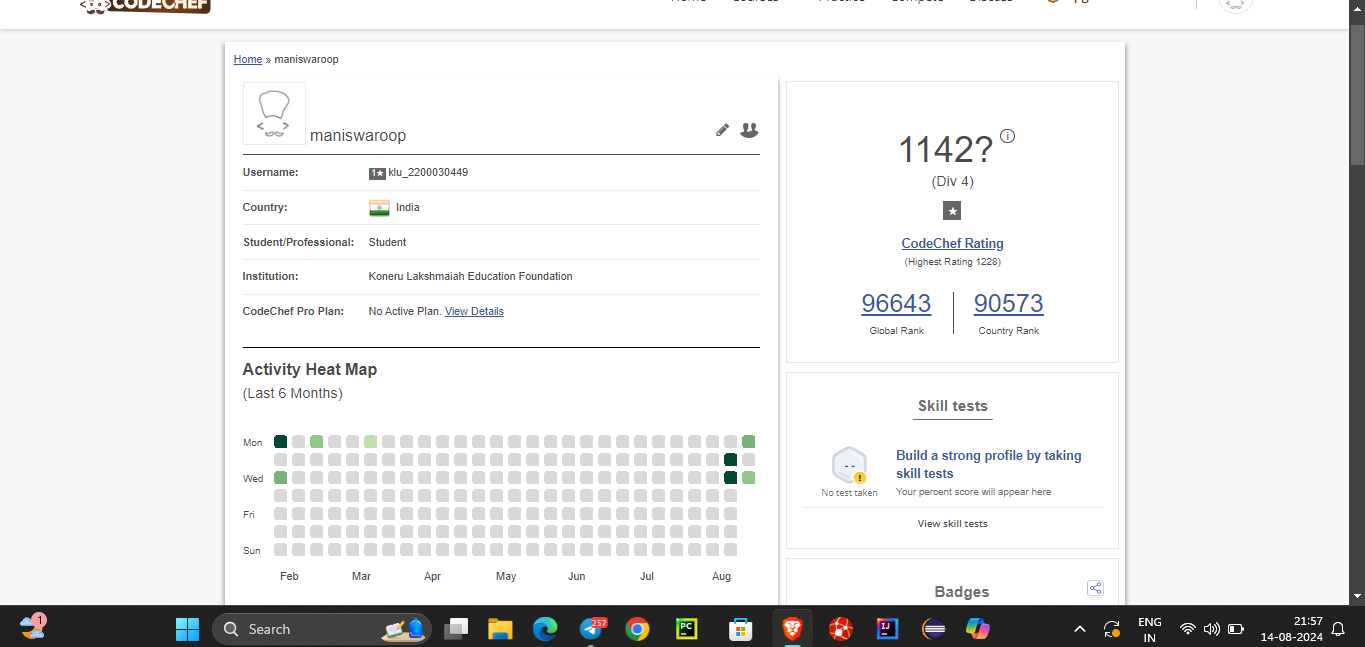 CODECHEF
Home » maniswaroop
maniswaroop
Username: 1★ klu_2200030449
Country: India
Student/Professional: Student
Institution: Koneru Lakshmaiah Education Foundation
CodeChef Pro Plan: No Active Plan. View Details
Activity Heat Map
(Last 6 Months)
Mon
Wed
Fri
Sun
Feb Mar Apr May Jun Jul Aug
1142?
(Div 4)
★
CodeChef Rating
(Highest Rating 1228)
96643 90573
Global Rank Country Rank
Skill tests
Build a strong profile by taking
skill tests
No test taken
Your percent score will appear here
View skill tests
Badges
1
Search
257
PC
IJ
ENG
IN
21:57
14-08-2024